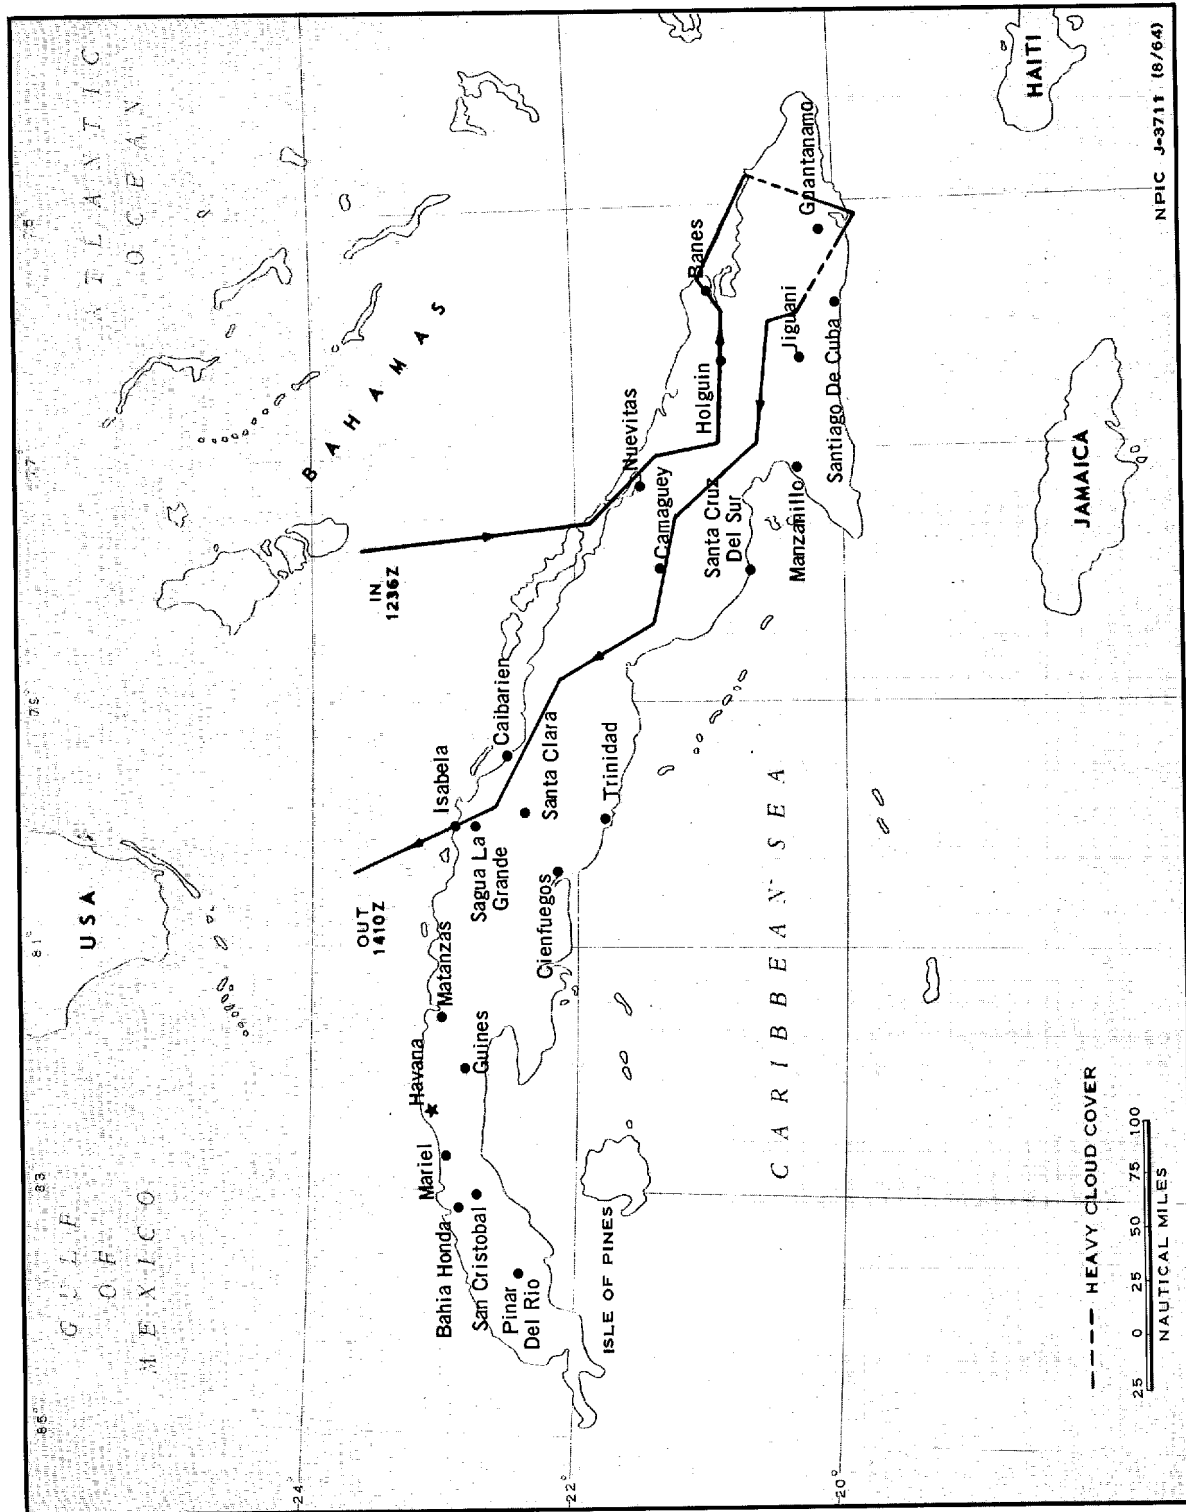 85°
83
81°
79
77
75
GULF
OF
MEXICO
USA
ATLANTIC
OCEAN
BAHAMAS
24
OUT
1410Z
IN
1236Z
Havana
Mariel
Bahia Honda
San Cristobal
Pinar
Del Rio
Guines
Matanzas
Isabela
Sagua La
Grande
Caibarien
Santa Clara
Cienfuegos
Trinidad
22°
ISLE OF PINES
Nuevitas
Camaguey
Santa Cruz
Del Sur
Holguin
Banes
Manzanillo
Jiguani
Santiago De Cuba
Guantanamo
20°
CARIBBEAN SEA
JAMAICA
HAITI
HEAVY CLOUD COVER
25 0 25 50 75 100
NAUTICAL MILES
NPIC J-3711 (8/64)